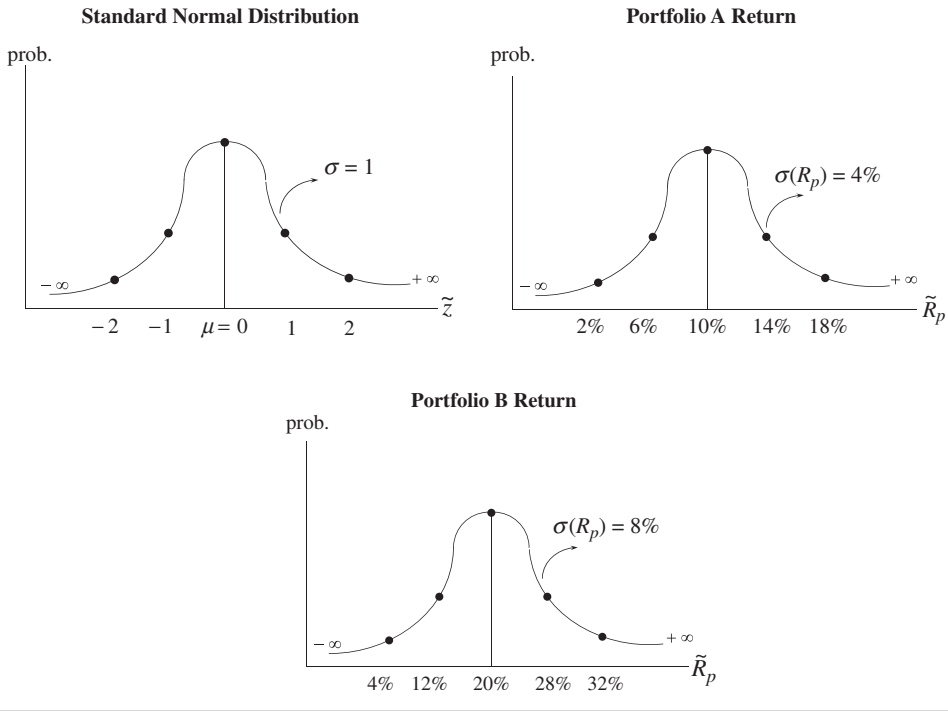 Standard Normal Distribution
prob.
σ = 1
− ∞
+ ∞
z̃
− 2 −1 μ = 0 1 2
Portfolio A Return
prob.
σ(Rp) = 4%
− ∞
+ ∞
R̃p
2% 6% 10% 14% 18%
Portfolio B Return
prob.
σ(Rp) = 8%
− ∞
+ ∞
R̃p
4% 12% 20% 28% 32%